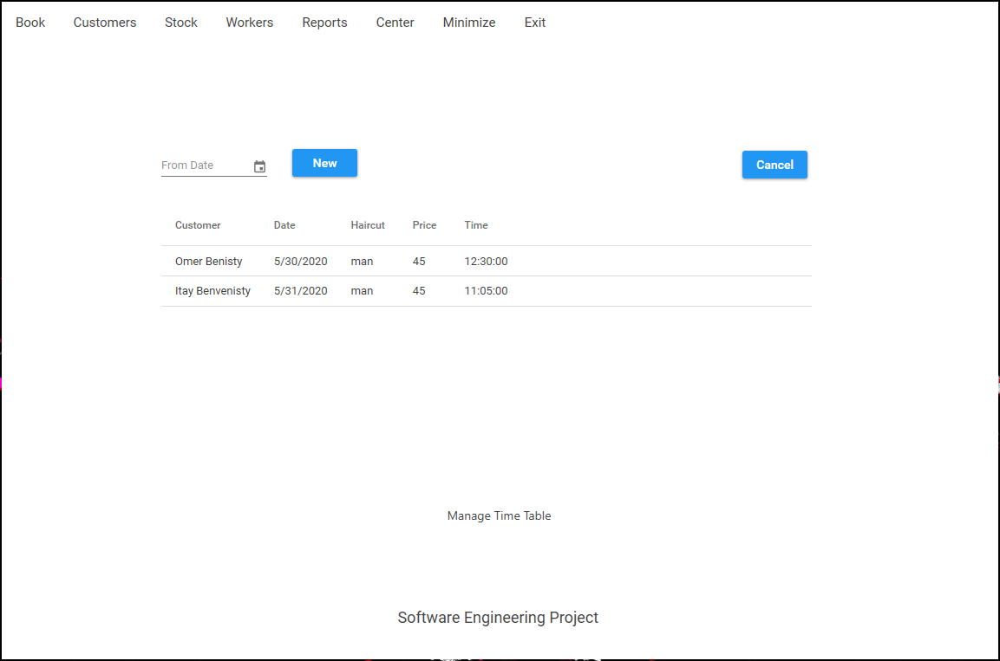 Book Customers Stock Workers Reports Center Minimize Exit
From Date New Cancel
Customer Date Haircut Price Time
Omer Benisty 5/30/2020 man 45 12:30:00
Itay Benvenisty 5/31/2020 man 45 11:05:00
Manage Time Table
Software Engineering Project